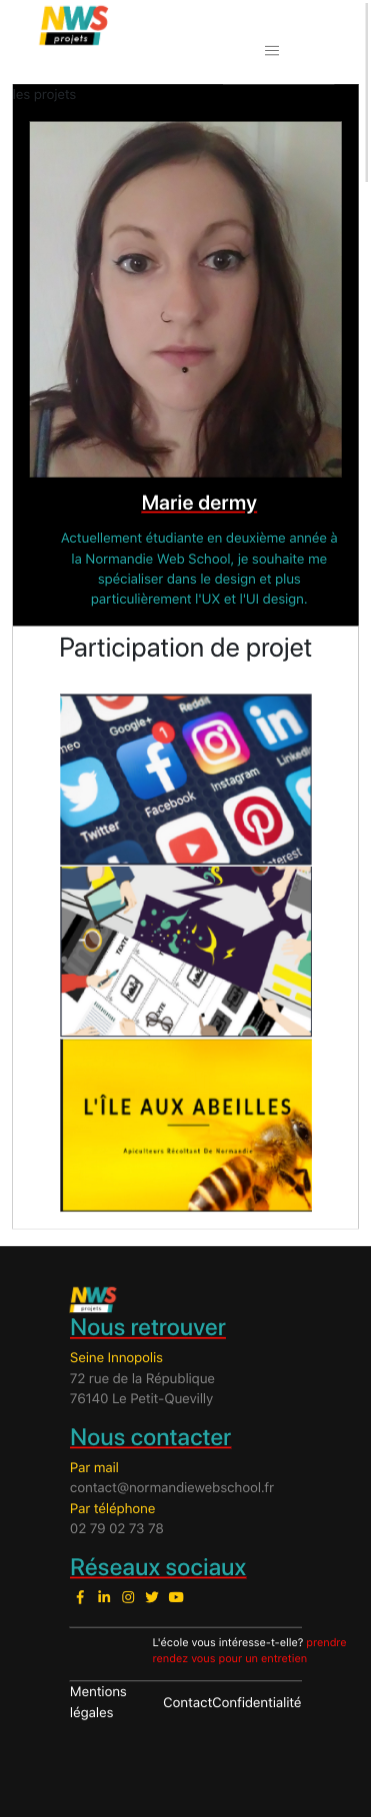 NWS
projets
les projets
Marie dermy
Actuellement étudiante en deuxième année à
la Normandie Web School, je souhaite me
spécialiser dans le design et plus
particulièrement l'UX et l'UI design.
Participation de projet
Reddit
Google+
LinkedIn
meo
1
Instagram
Facebook
Twitter
terest
TEXTE
L'ÎLE AUX ABEILLES
Apiculteurs Récoltant De Normandie
NWS
projets
Nous retrouver
Seine Innopolis
72 rue de la République
76140 Le Petit-Quevilly
Nous contacter
Par mail
contact@normandiewebschool.fr
Par téléphone
02 79 02 73 78
Réseaux sociaux
L'école vous intéresse-t-elle? prendre
rendez vous pour un entretien
Mentions
légales
ContactConfidentialité